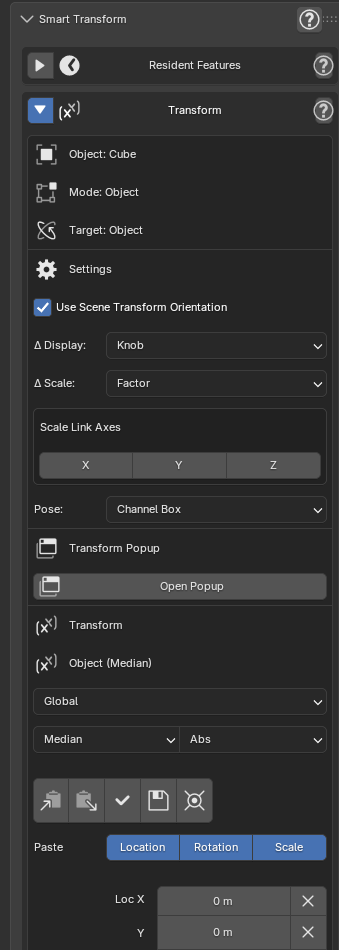 Smart Transform
Resident Features
Transform
Object: Cube
Mode: Object
Target: Object
Settings
Use Scene Transform Orientation
Δ Display: Knob
Δ Scale: Factor
Scale Link Axes
X Y Z
Pose: Channel Box
Transform Popup
Open Popup
Transform
Object (Median)
Global
Median Abs
Paste Location Rotation Scale
Loc X 0 m
Y 0 m